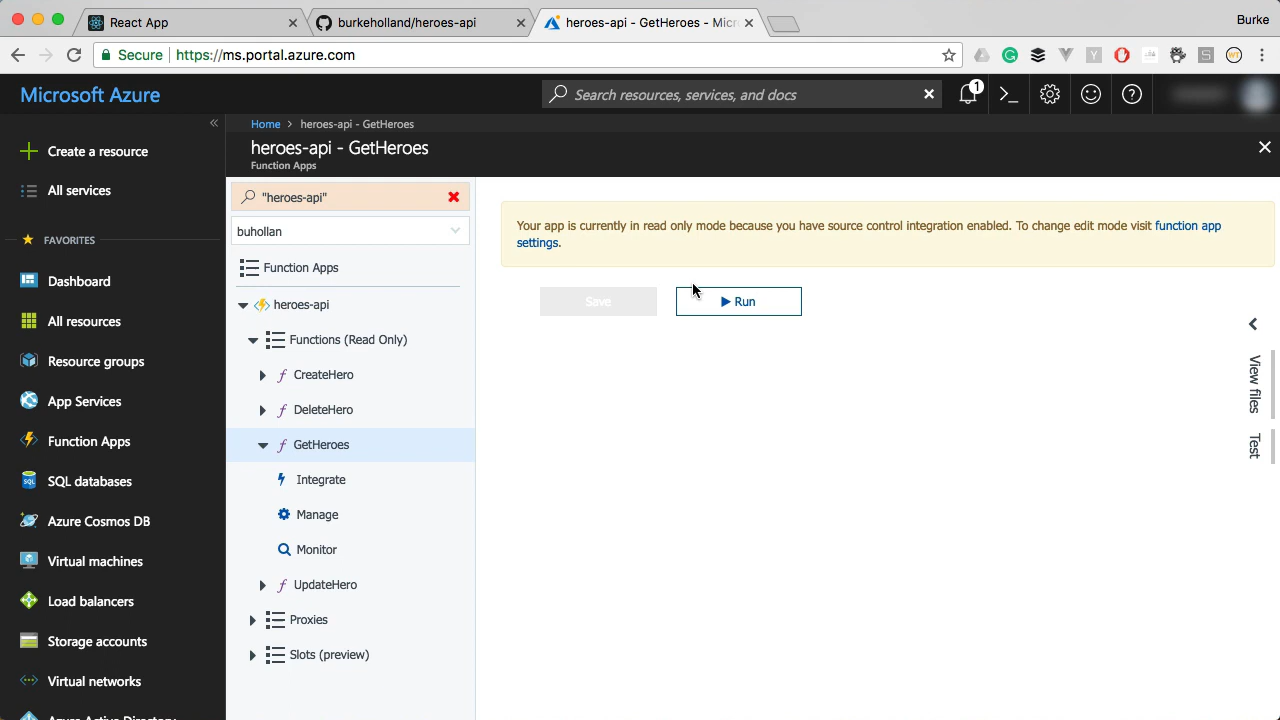 React App
burkeholland/heroes-api
heroes-api - GetHeroes - Micr
Burke
Secure
https://ms.portal.azure.com
Microsoft Azure
Search resources, services, and docs
1
Home > heroes-api - GetHeroes
heroes-api - GetHeroes
Function Apps
Create a resource
All services
FAVORITES
Dashboard
All resources
Resource groups
App Services
Function Apps
SQL databases
Azure Cosmos DB
Virtual machines
Load balancers
Storage accounts
Virtual networks
Azure Active Directory
"heroes-api"
buhollan
Function Apps
heroes-api
Functions (Read Only)
CreateHero
DeleteHero
GetHeroes
Integrate
Manage
Monitor
UpdateHero
Proxies
Slots (preview)
Your app is currently in read only mode because you have source control integration enabled. To change edit mode visit function app
settings.
Save
Run
View files
Test